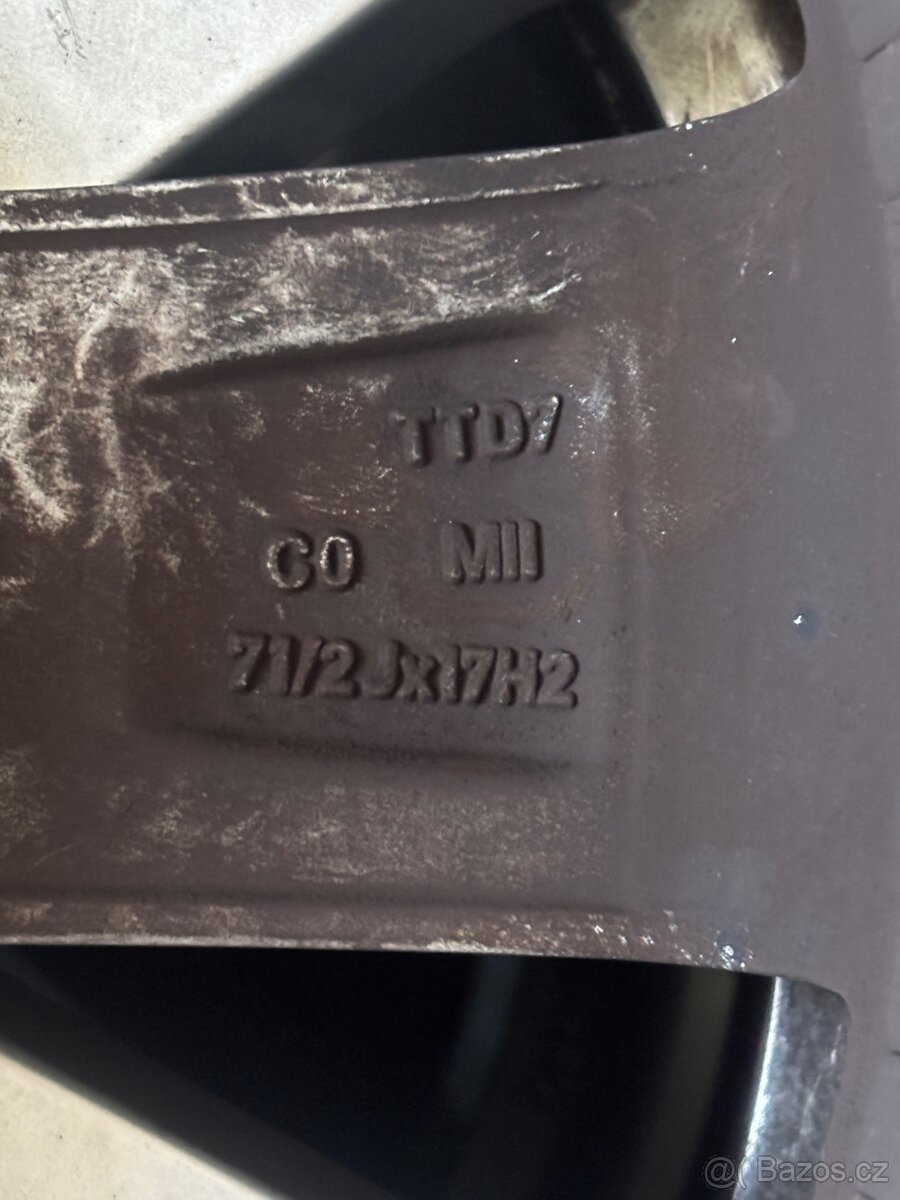 TTD7
C0 MII
71/2Jx17H2
@( Bazos.cz